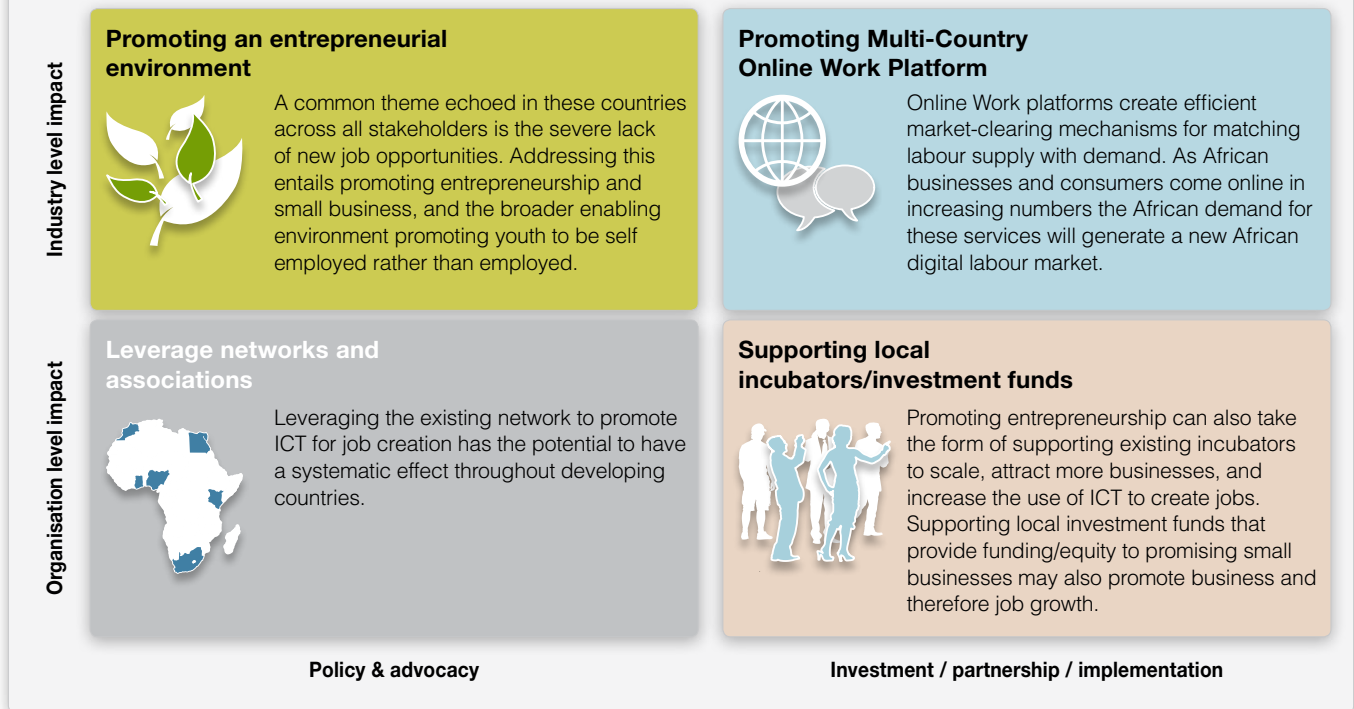 Industry level impact
Promoting an entrepreneurial
environment
A common theme echoed in these countries
across all stakeholders is the severe lack
of new job opportunities. Addressing this
entails promoting entrepreneurship and
small business, and the broader enabling
environment promoting youth to be self
employed rather than employed.
Promoting Multi-Country
Online Work Platform
Online Work platforms create efficient
market-clearing mechanisms for matching
labour supply with demand. As African
businesses and consumers come online in
increasing numbers the African demand for
these services will generate a new African
digital labour market.
Organisation level impact
Leverage networks and
associations
Leveraging the existing network to promote
ICT for job creation has the potential to have
a systematic effect throughout developing
countries.
Supporting local
incubators/investment funds
Promoting entrepreneurship can also take
the form of supporting existing incubators
to scale, attract more businesses, and
increase the use of ICT to create jobs.
Supporting local investment funds that
provide funding/equity to promising small
businesses may also promote business and
therefore job growth.
Policy & advocacy
Investment / partnership / implementation